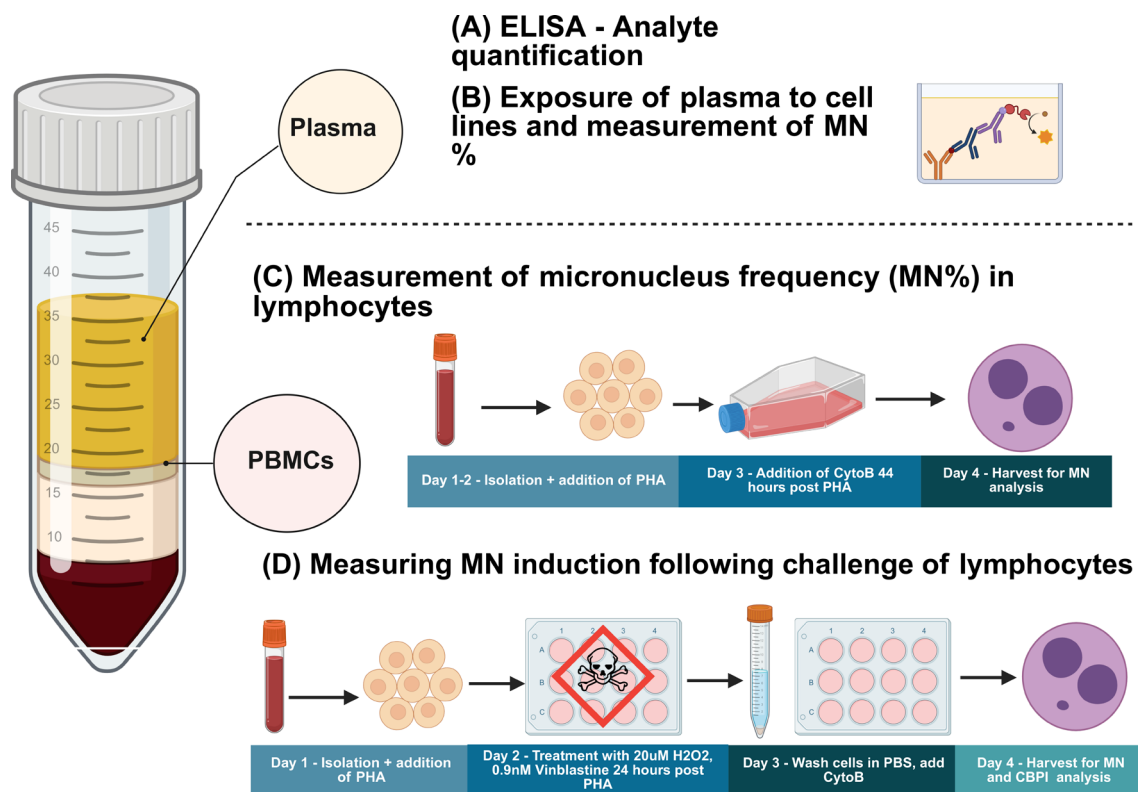 (A) ELISA - Analyte
quantification
(B) Exposure of plasma to cell
lines and measurement of MN
%
Plasma
PBMCs
45
40
35
30
25
20
15
10
(C) Measurement of micronucleus frequency (MN%) in
lymphocytes
Day 1-2 - Isolation + addition of PHA
Day 3 - Addition of CytoB 44
hours post PHA
Day 4 - Harvest for MN
analysis
(D) Measuring MN induction following challenge of lymphocytes
1 2 3 4
A
B
C
1 2 3 4
A
B
C
Day 1 - Isolation + addition
of PHA
Day 2 - Treatment with 20uM H2O2,
0.9nM Vinblastine 24 hours post
PHA
Day 3 - Wash cells in PBS, add
CytoB
Day 4 - Harvest for MN
and CBPI analysis